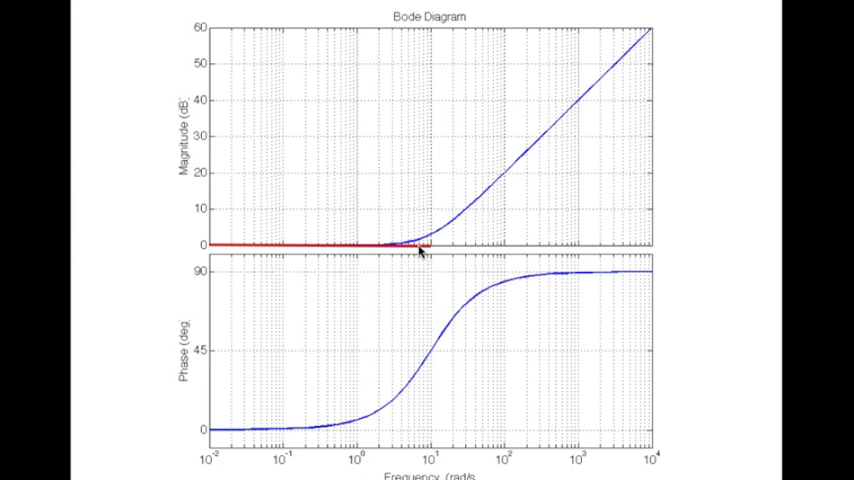 Bode Diagram
60
50
40
30
20
10
0
Magnitude (dB)
90
45
0
Phase (deg)
10^-2 10^-1 10^0 10^1 10^2 10^3 10^4
Frequency (rad/s